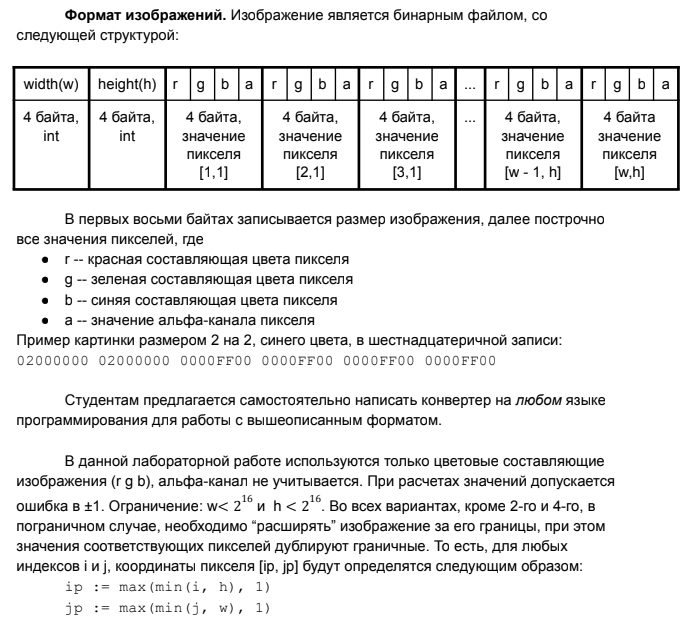 Формат изображений. Изображение является бинарным файлом, со
следующей структурой:
width(w) height(h) r g b a r g b a r g b a ... r g b a r g b a
4 байта, 4 байта, 4 байта, 4 байта, 4 байта, ... 4 байта, 4 байта
int int значение значение значение значение значение
пикселя пикселя пикселя пикселя пикселя
[1,1] [2,1] [3,1] [w - 1, h] [w,h]
В первых восьми байтах записывается размер изображения, далее построчно
все значения пикселей, где
● r -- красная составляющая цвета пикселя
● g -- зеленая составляющая цвета пикселя
● b -- синяя составляющая цвета пикселя
● a -- значение альфа-канала пикселя
Пример картинки размером 2 на 2, синего цвета, в шестнадцатеричной записи:
02000000 02000000 0000FF00 0000FF00 0000FF00 0000FF00
Студентам предлагается самостоятельно написать конвертер на любом языке
программирования для работы с вышеописанным форматом.
В данной лабораторной работе используются только цветовые составляющие
изображения (r g b), альфа-канал не учитывается. При расчетах значений допускается
ошибка в ±1. Ограничение: w< 2^16 и h < 2^16. Во всех вариантах, кроме 2-го и 4-го, в
пограничном случае, необходимо “расширять” изображение за его границы, при этом
значения соответствующих пикселей дублируют граничные. То есть, для любых
индексов i и j, координаты пикселя [ip, jp] будут определятся следующим образом:
ip := max(min(i, h), 1)
jp := max(min(j, w), 1)